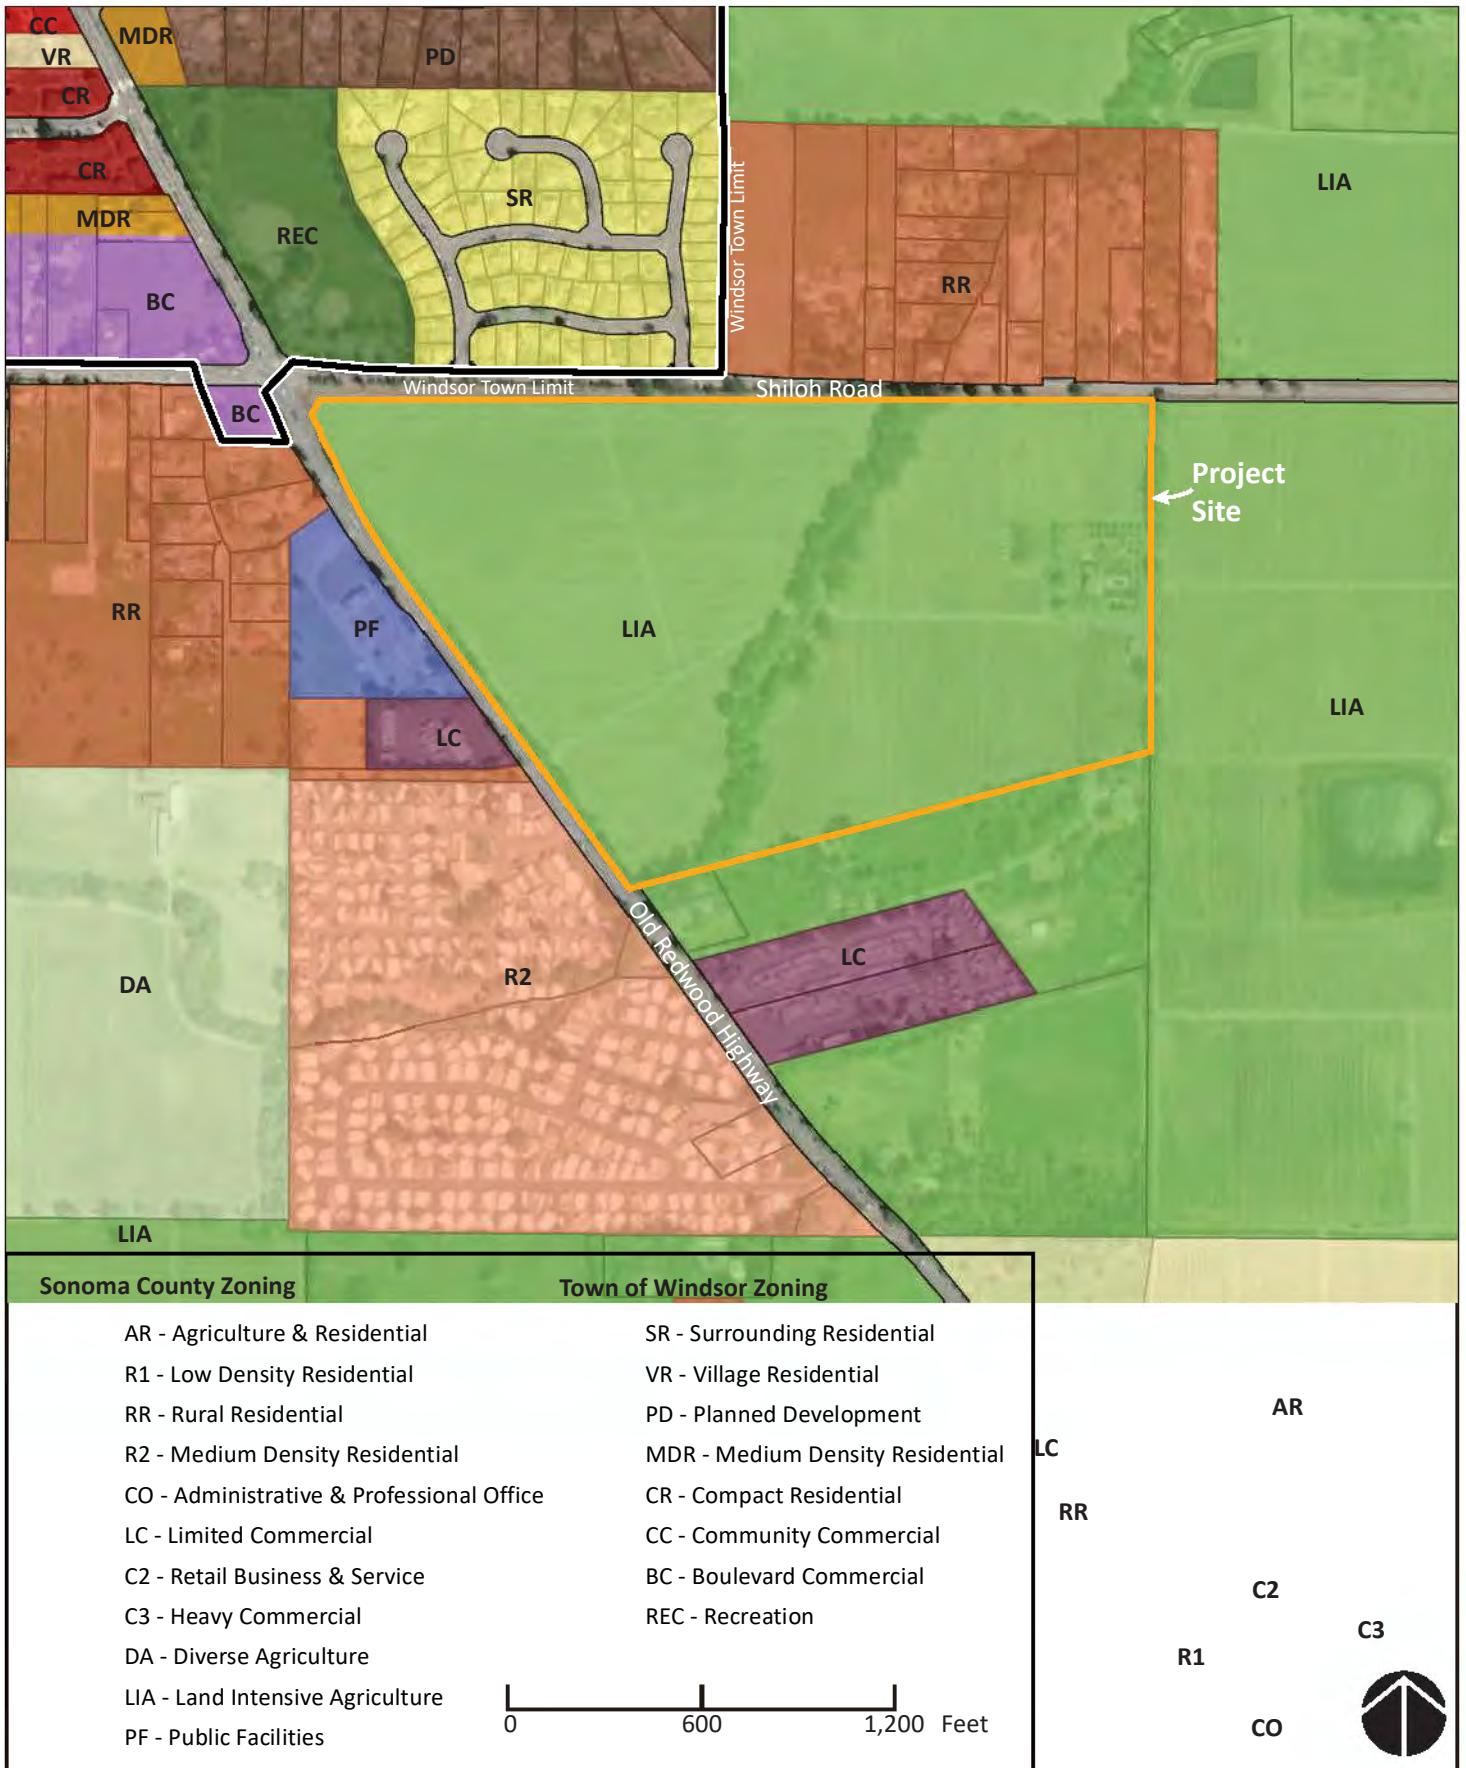 CC
MDR
VR
PD
CR
CR
LIA
SR
MDR
REC
Windsor Town Limit
RR
BC
Windsor Town Limit
Shiloh Road
BC
Project
Site
RR
PF
LIA
LIA
LC
LC
DA
R2
Old Redwood Highway
LIA
Sonoma County Zoning
AR - Agriculture & Residential
R1 - Low Density Residential
RR - Rural Residential
R2 - Medium Density Residential
CO - Administrative & Professional Office
LC - Limited Commercial
C2 - Retail Business & Service
C3 - Heavy Commercial
DA - Diverse Agriculture
LIA - Land Intensive Agriculture
PF - Public Facilities
Town of Windsor Zoning
SR - Surrounding Residential
VR - Village Residential
PD - Planned Development
MDR - Medium Density Residential
CR - Compact Residential
CC - Community Commercial
BC - Boulevard Commercial
REC - Recreation
0 600 1,200 Feet
AR
LC
RR
C2
C3
R1
CO